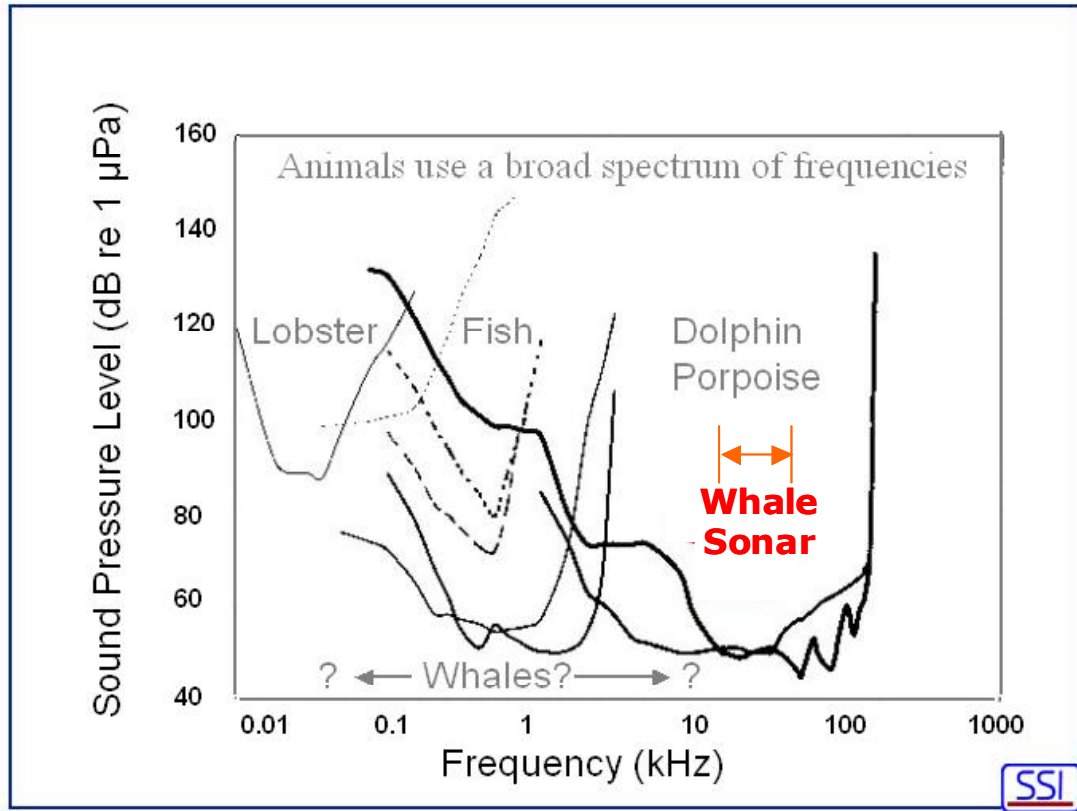 Sound Pressure Level (dB re 1 µPa)
160
140
120
100
80
60
40
Animals use a broad spectrum of frequencies
Lobster
Fish
Dolphin
Porpoise
Whale
Sonar
? Whales? ?
0.01 0.1 1 10 100 1000
Frequency (kHz)
SSI